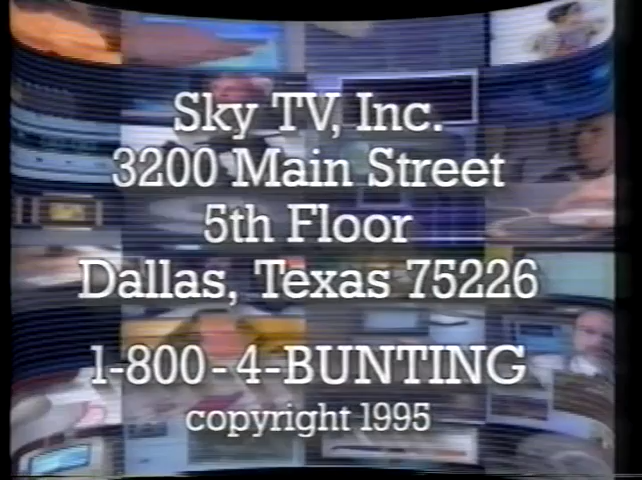 Sky TV, Inc.
3200 Main Street
5th Floor
Dallas, Texas 75226
1-800-4-BUNTING
copyright 1995